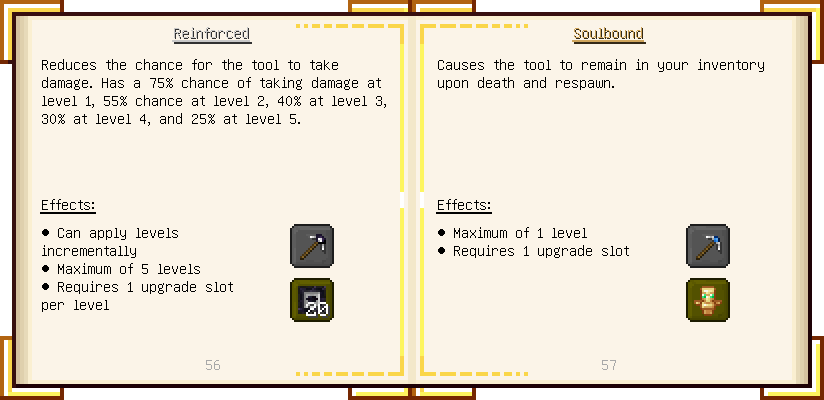 Reinforced
Reduces the chance for the tool to take
damage. Has a 75% chance of taking damage at
level 1, 55% chance at level 2, 40% at level 3,
30% at level 4, and 25% at level 5.
Effects:
● Can apply levels
incrementally
● Maximum of 5 levels
● Requires 1 upgrade slot
per level
20
56
Soulbound
Causes the tool to remain in your inventory
upon death and respawn.
Effects:
● Maximum of 1 level
● Requires 1 upgrade slot
57